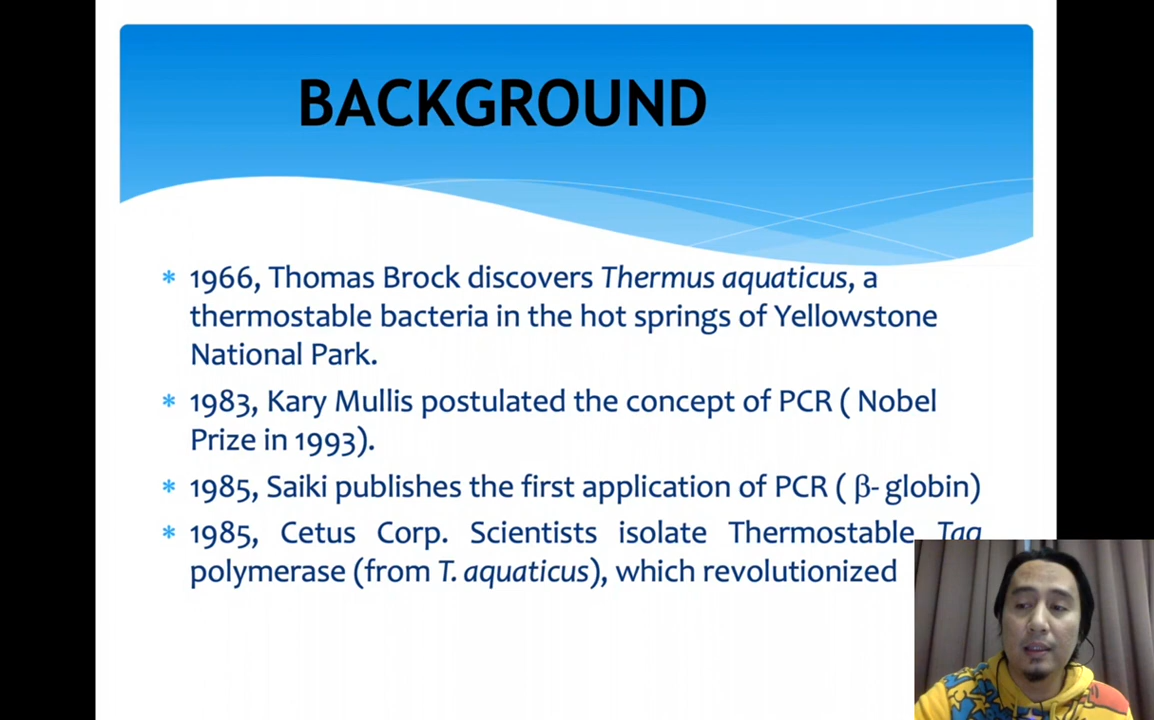 BACKGROUND
* 1966, Thomas Brock discovers Thermus aquaticus, a
thermostable bacteria in the hot springs of Yellowstone
National Park.
* 1983, Kary Mullis postulated the concept of PCR ( Nobel
Prize in 1993).
* 1985, Saiki publishes the first application of PCR ( β- globin)
* 1985, Cetus Corp. Scientists isolate Thermostable Taq
polymerase (from T. aquaticus), which revolutionized